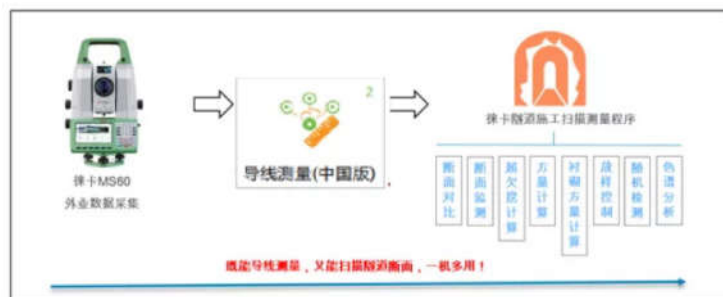 2
徕卡隧道施工扫描测量程序
导线测量(中国版)
徕卡MS60
外业数据采集
断面对比
断面监测
超欠挖计算
方量计算
衬砌方量计算
放样控制
随机检测
色谱分析
既能导线测量，又能扫描隧道断面，一机多用！